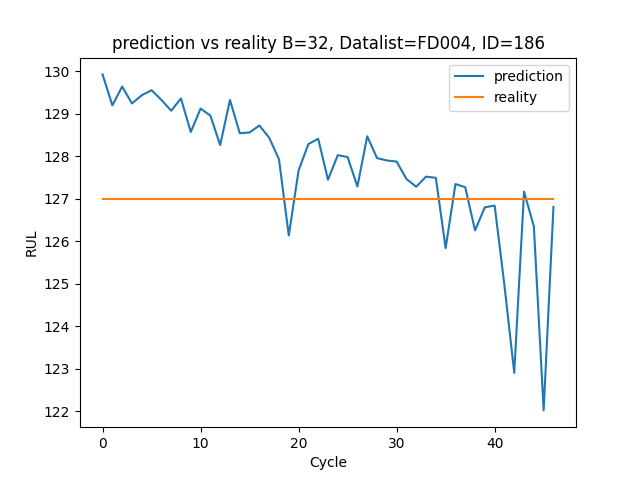 prediction vs reality B=32, Datalist=FD004, ID=186
prediction
reality
130
129
128
127
126
125
124
123
122
RUL
0
10
20
30
40
Cycle